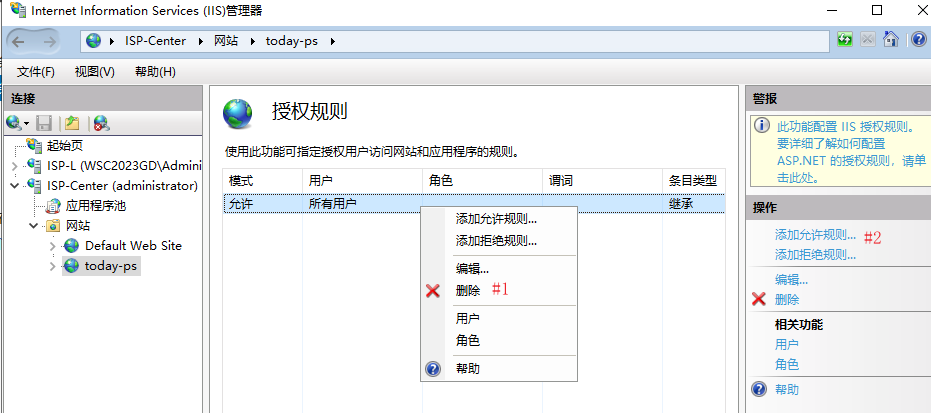 Internet Information Services (IIS)管理器
ISP-Center
网站
today-ps
文件(F)
视图(V)
帮助(H)
连接
起始页
ISP-L (WSC2023GD\Admini
ISP-Center (administrator)
应用程序池
网站
Default Web Site
today-ps
授权规则
使用此功能可指定授权用户访问网站和应用程序的规则。
模式 用户 角色 谓词 条目类型
允许 所有用户 继承
添加允许规则...
添加拒绝规则...
编辑...
删除 #1
用户
角色
帮助
警报
此功能配置 IIS 授权规则。
要详细了解如何配置
ASP.NET 的授权规则，请单
击此处。
操作
添加允许规则... #2
添加拒绝规则...
编辑...
删除
相关功能
用户
角色
帮助